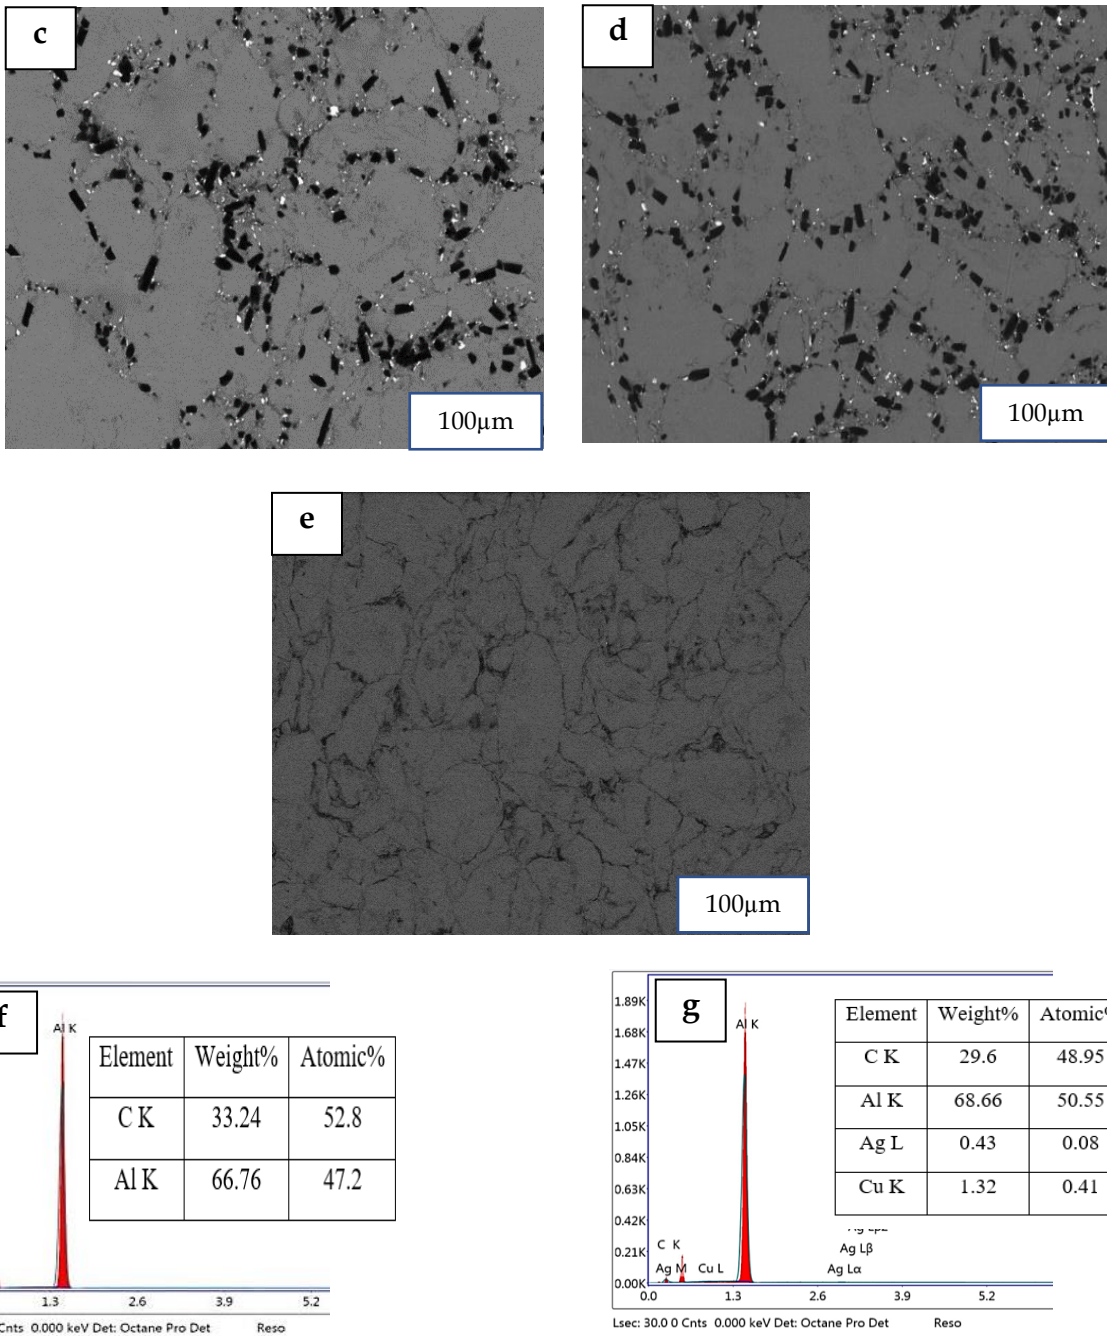 c
d
100µm
100µm
e
100µm
f
Al K
Element Weight% Atomic%
C K 33.24 52.8
Al K 66.76 47.2
1.3 2.6 3.9 5.2
Cnts 0.000 keV Det: Octane Pro Det Reso
g
1.89K
1.68K
1.47K
1.26K
1.05K
0.84K
0.63K
0.42K
0.21K
0.00K
Al K
Element Weight% Atomic%
C K 29.6 48.95
Al K 68.66 50.55
Ag L 0.43 0.08
Cu K 1.32 0.41
Ag Lβ2
Ag Lβ
Ag Lα
C K
Ag M Cu L
0.0 1.3 2.6 3.9 5.2
Lsec: 30.0 0 Cnts 0.000 keV Det: Octane Pro Det Reso